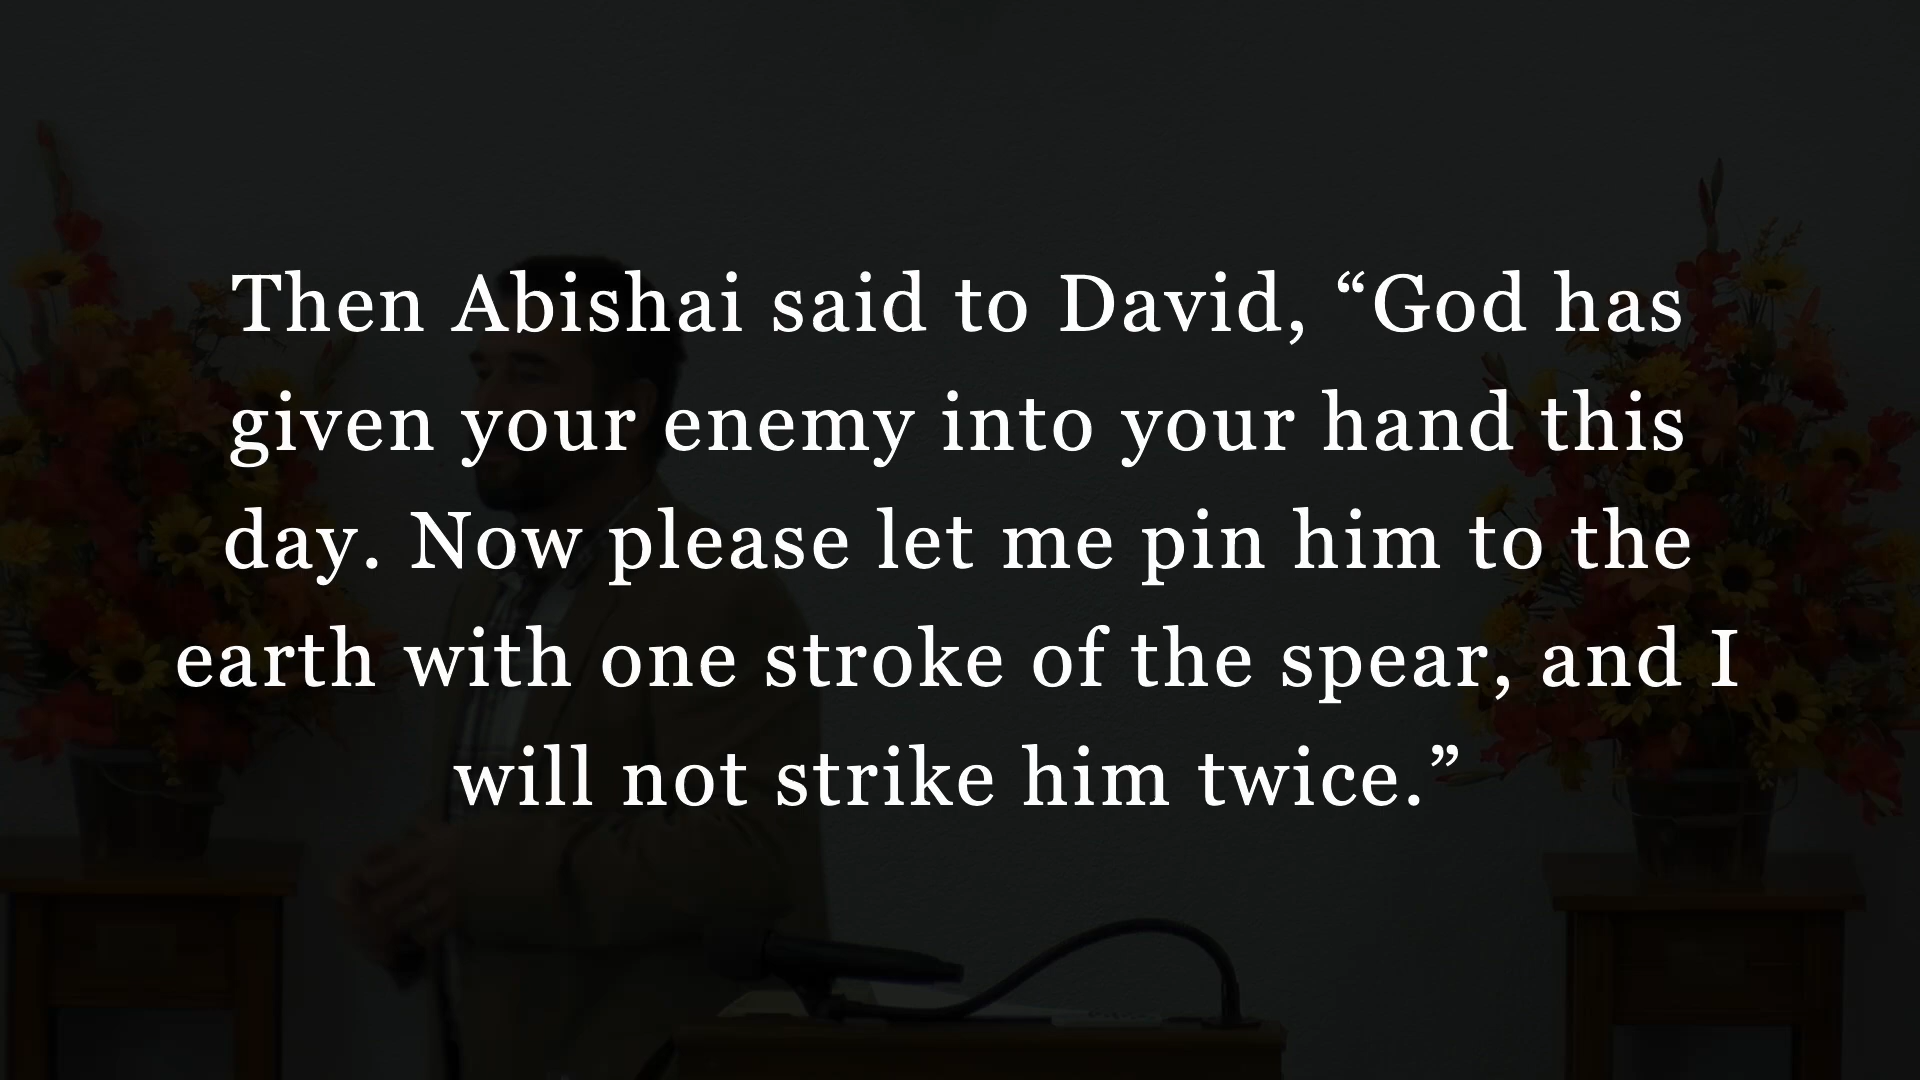 Then Abishai said to David, “God has
given your enemy into your hand this
day. Now please let me pin him to the
earth with one stroke of the spear, and I
will not strike him twice.”